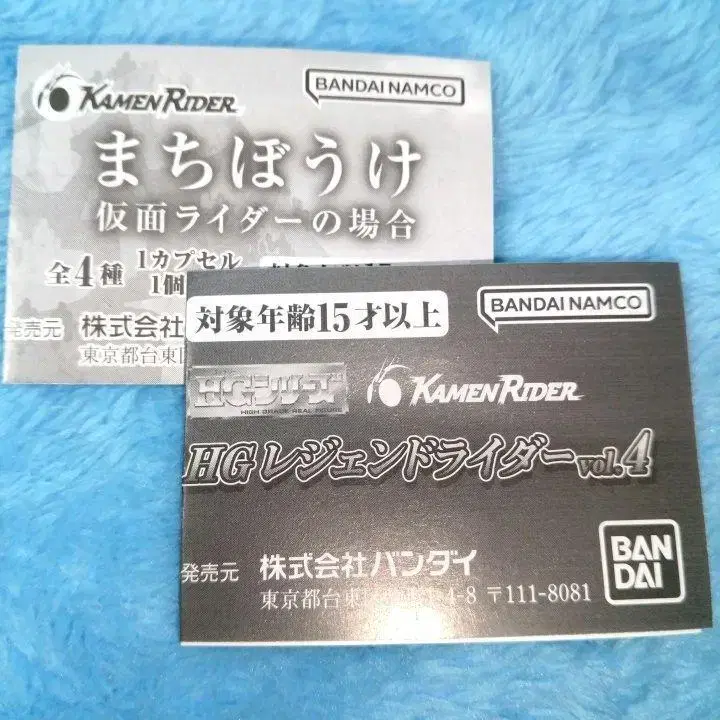 KAMEN RIDER
BANDAI NAMCO
まちぼうけ
仮面ライダーの場合
全4種
1カプセル
1個
発売元 株式会社
東京都台東
対象年齢15才以上
BANDAI NAMCO
HGシリーズ
HIGH GRADE REAL FIGURE
KAMEN RIDER
HG レジェンドライダー vol.4
発売元 株式会社バンダイ
東京都台東 4-8 〒111-8081
BAN
DAI